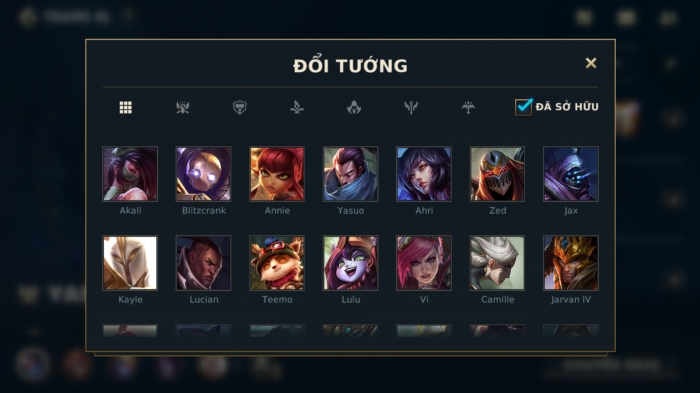 ĐỔI TƯỚNG
ĐÃ SỞ HỮU
Akali Blitzcrank Annie Yasuo Ahri Zed Jax
Kayle Lucian Teemo Lulu Vi Camille Jarvan IV